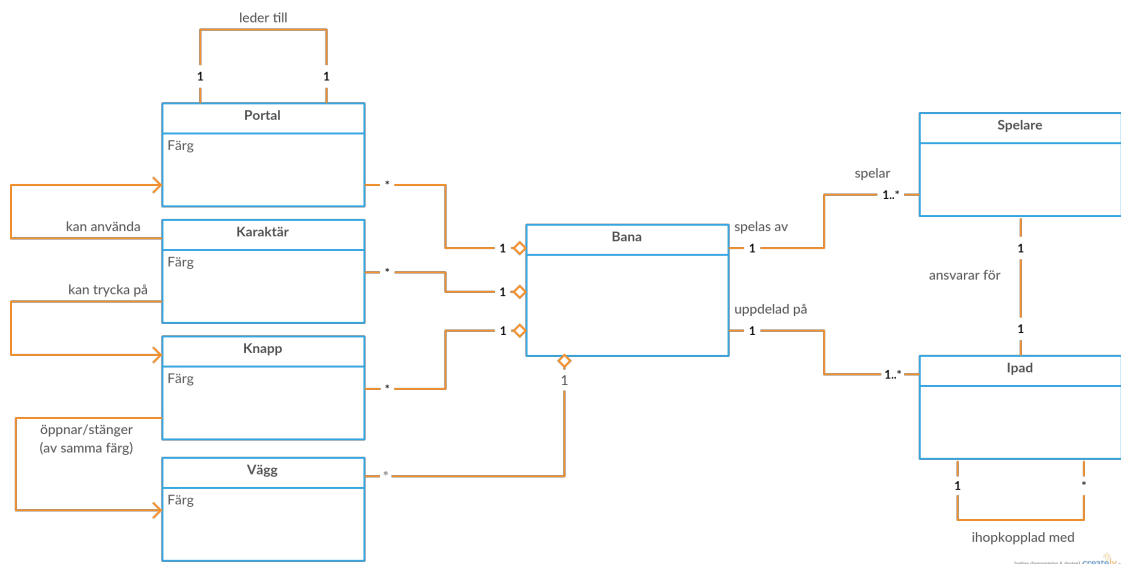 leder till
1
1
Portal
Färg
*
kan använda
Karaktär
Färg
*
kan trycka på
Knapp
Färg
*
öppnar/stänger
(av samma färg)
Vägg
Färg
*
1
1
1
1
Bana
spelas av
1
spelar
1..*
uppdelad på
1
1..*
Spelare
1
ansvarar för
1
Ipad
1
*
ihopkopplad med
creately